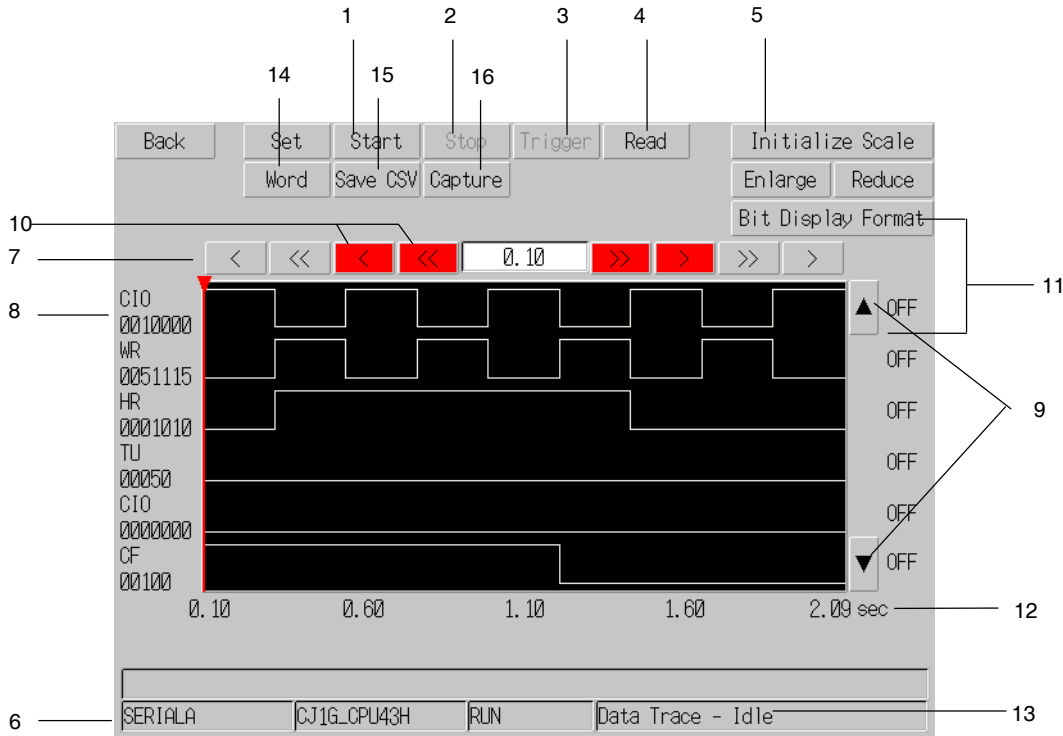 1 2 3 4 5
14 15 16
Back Set Start Stop Trigger Read Initialize Scale
Word Save CSV Capture Enlarge Reduce
Bit Display Format
10
7 < << < << 0.10 >> > >> >
11
8 CIO
0010000 ▲ OFF
WR
0051115 OFF
HR
0001010 OFF
9
TU
00050 OFF
CIO
0000000 OFF
CF
00100 ▼ OFF
0.10 0.60 1.10 1.60 2.09 sec 12
6 SERIALA CJ1G_CPU43H RUN Data Trace - Idle 13